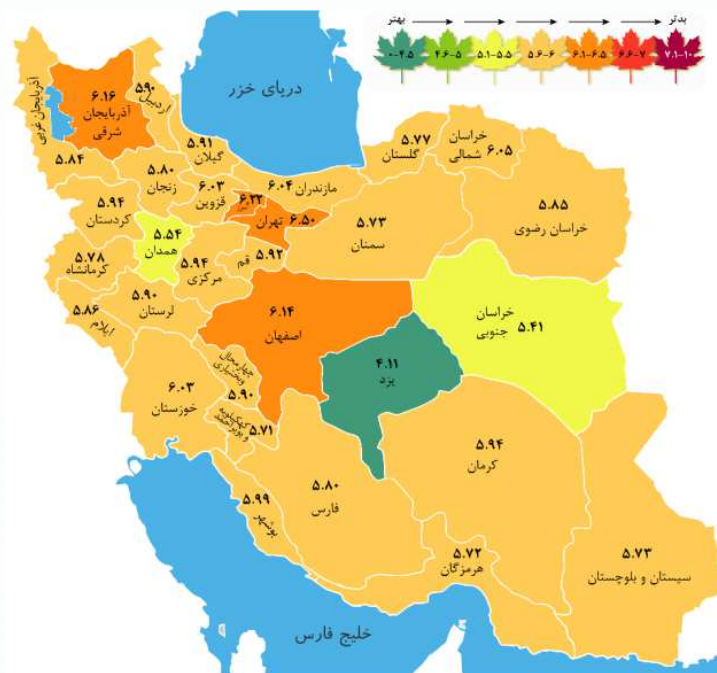 بهتر
بدتر
۰-۴.۵
۴.۶-۵
۵.۱-۵.۵
۵.۶-۶
۶.۱-۶.۵
۶.۶-۷
۷.۱-۱۰
دریای خزر
آذربایجان غربی
۵.۸۴
۶.۱۶
آذربایجان
شرقی
۵.۹۰
اردبیل
۵.۹۱
گیلان
۵.۸۰
زنجان
۶.۰۳
قزوین
۶.۲۲
تهران ۶.۵۰
مازندران
۶.۰۴
۵.۷۷
گلستان
خراسان
شمالی ۶.۰۵
۵.۸۵
خراسان رضوی
۵.۷۳
سمنان
۵.۹۴
کردستان
۵.۵۴
همدان
۵.۹۴
مرکزی
قم
۵.۹۲
۵.۷۸
کرمانشاه
۵.۸۶
ایلام
۵.۹۰
لرستان
۶.۱۴
اصفهان
۴.۱۱
یزد
خراسان
جنوبی ۵.۴۱
چهارمحال
وبختیاری
۵.۹۰
۶.۰۳
خوزستان
کهگیلویه
و بویراحمد
۵.۷۱
۵.۹۹
بوشهر
۵.۸۰
فارس
۵.۹۴
کرمان
۵.۷۲
هرمزگان
۵.۷۳
سیستان و بلوچستان
خلیج فارس